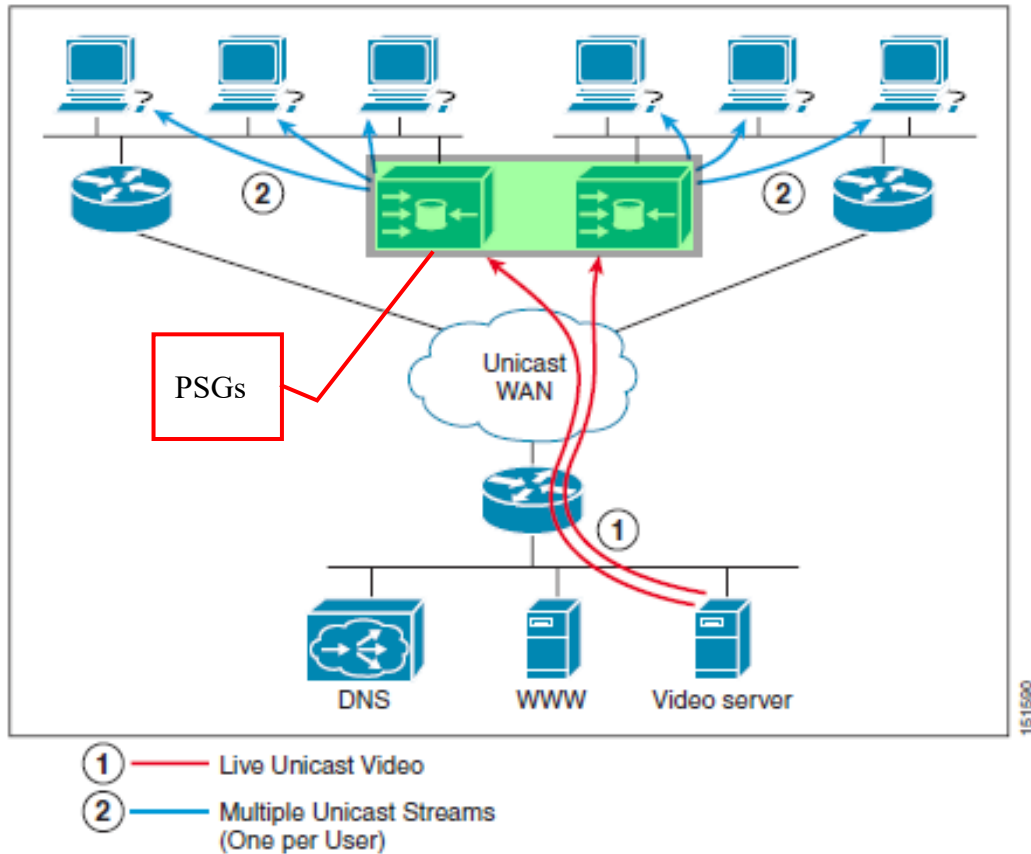 ?
?
?
?
?
?
2
2
PSGs
Unicast
WAN
1
DNS
WWW
Video server
151590
1 Live Unicast Video
2 Multiple Unicast Streams
(One per User)